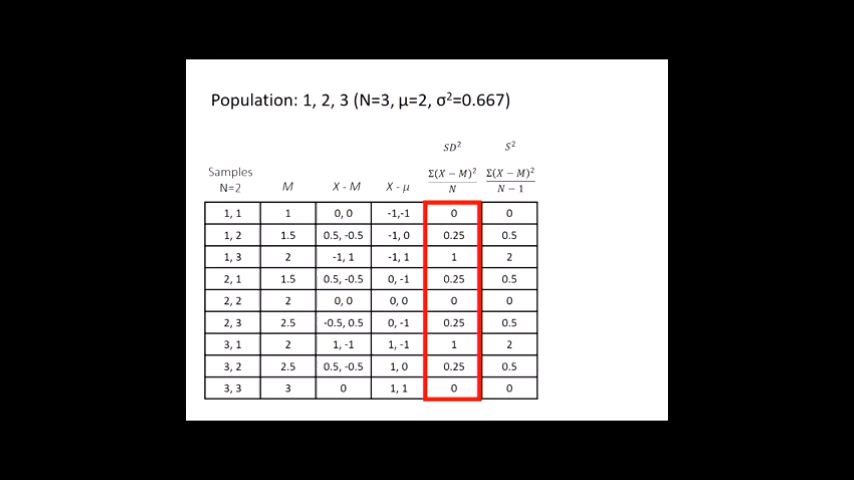 Population: 1, 2, 3 (N=3, μ=2, σ²=0.667)
SD² S²
Samples N=2 M X - M X - μ Σ(X − M)²/N Σ(X − M)²/N − 1
1, 1 1 0, 0 -1,-1 0 0
1, 2 1.5 0.5, -0.5 -1, 0 0.25 0.5
1, 3 2 -1, 1 -1, 1 1 2
2, 1 1.5 0.5, -0.5 0, -1 0.25 0.5
2, 2 2 0, 0 0, 0 0 0
2, 3 2.5 -0.5, 0.5 0, -1 0.25 0.5
3, 1 2 1, -1 1, -1 1 2
3, 2 2.5 0.5, -0.5 1, 0 0.25 0.5
3, 3 3 0 1, 1 0 0